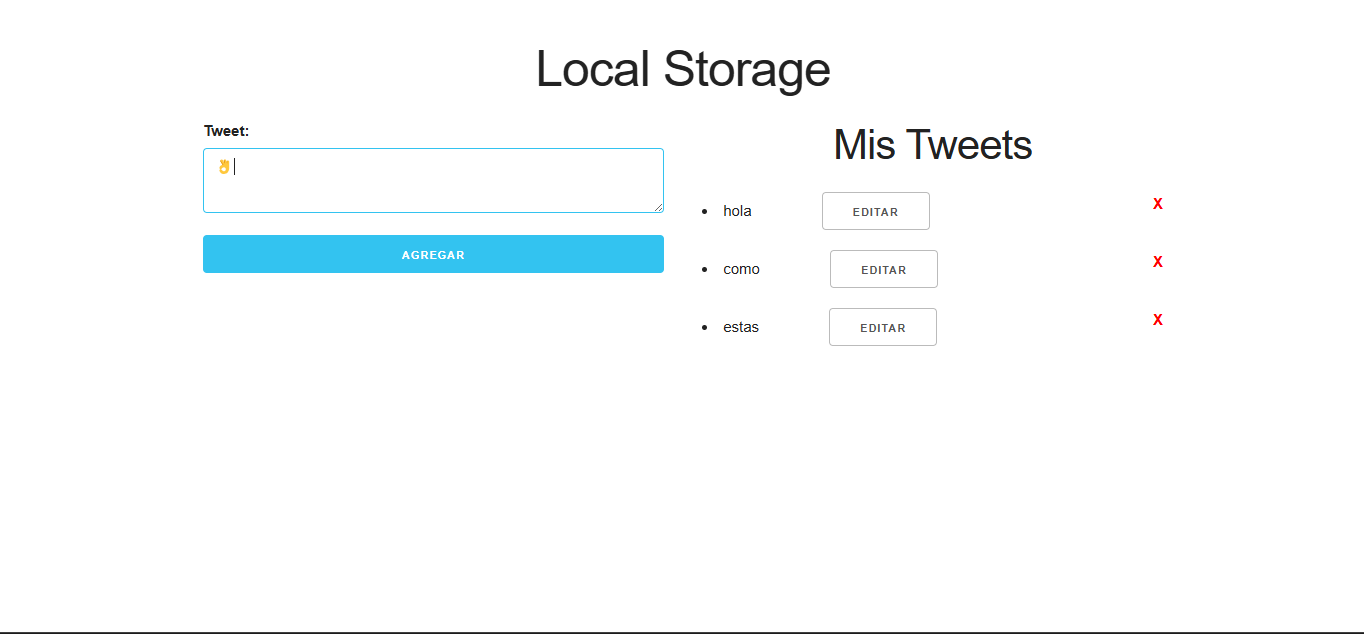 Local Storage
Tweet:
👌
AGREGAR
Mis Tweets
hola EDITAR X
como EDITAR X
estas EDITAR X